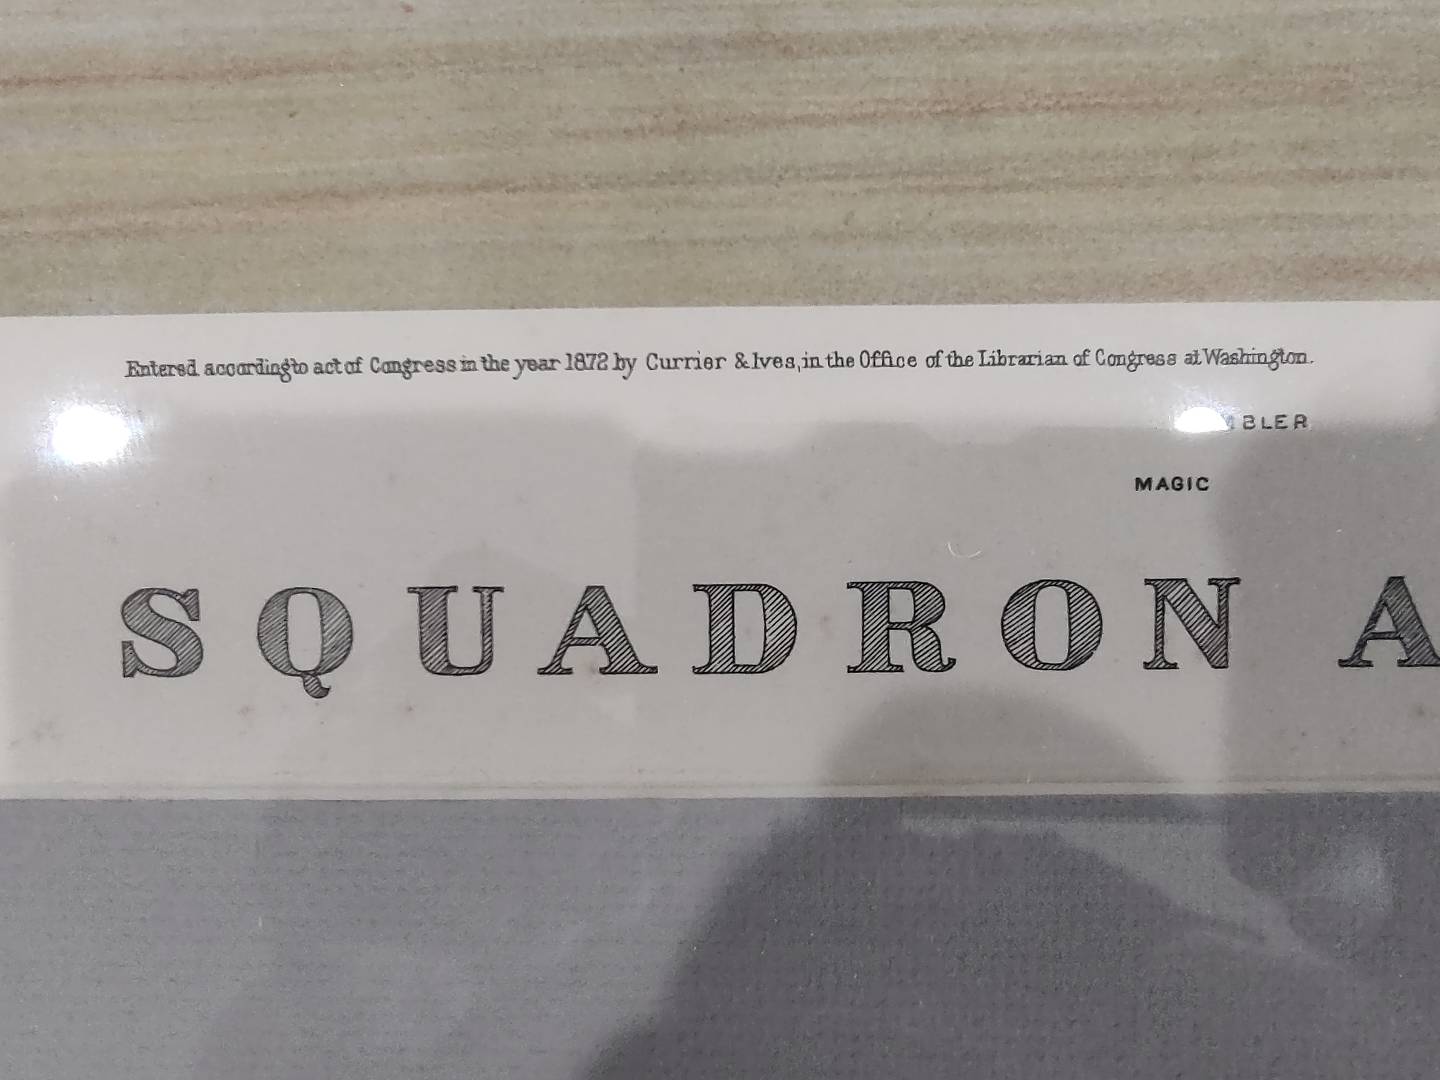 Entered according to act of Congress in the year 1872 by Currier & Ives, in the Office of the Librarian of Congress at Washington.
MAGIC
SQUADRON A